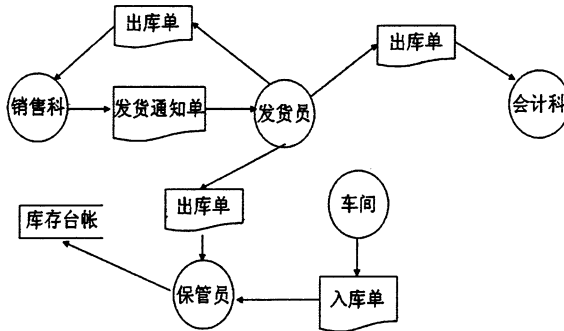 出库单
出库单
销售科
发货通知单
发货员
会计科
出库单
车间
库存台帐
保管员
入库单